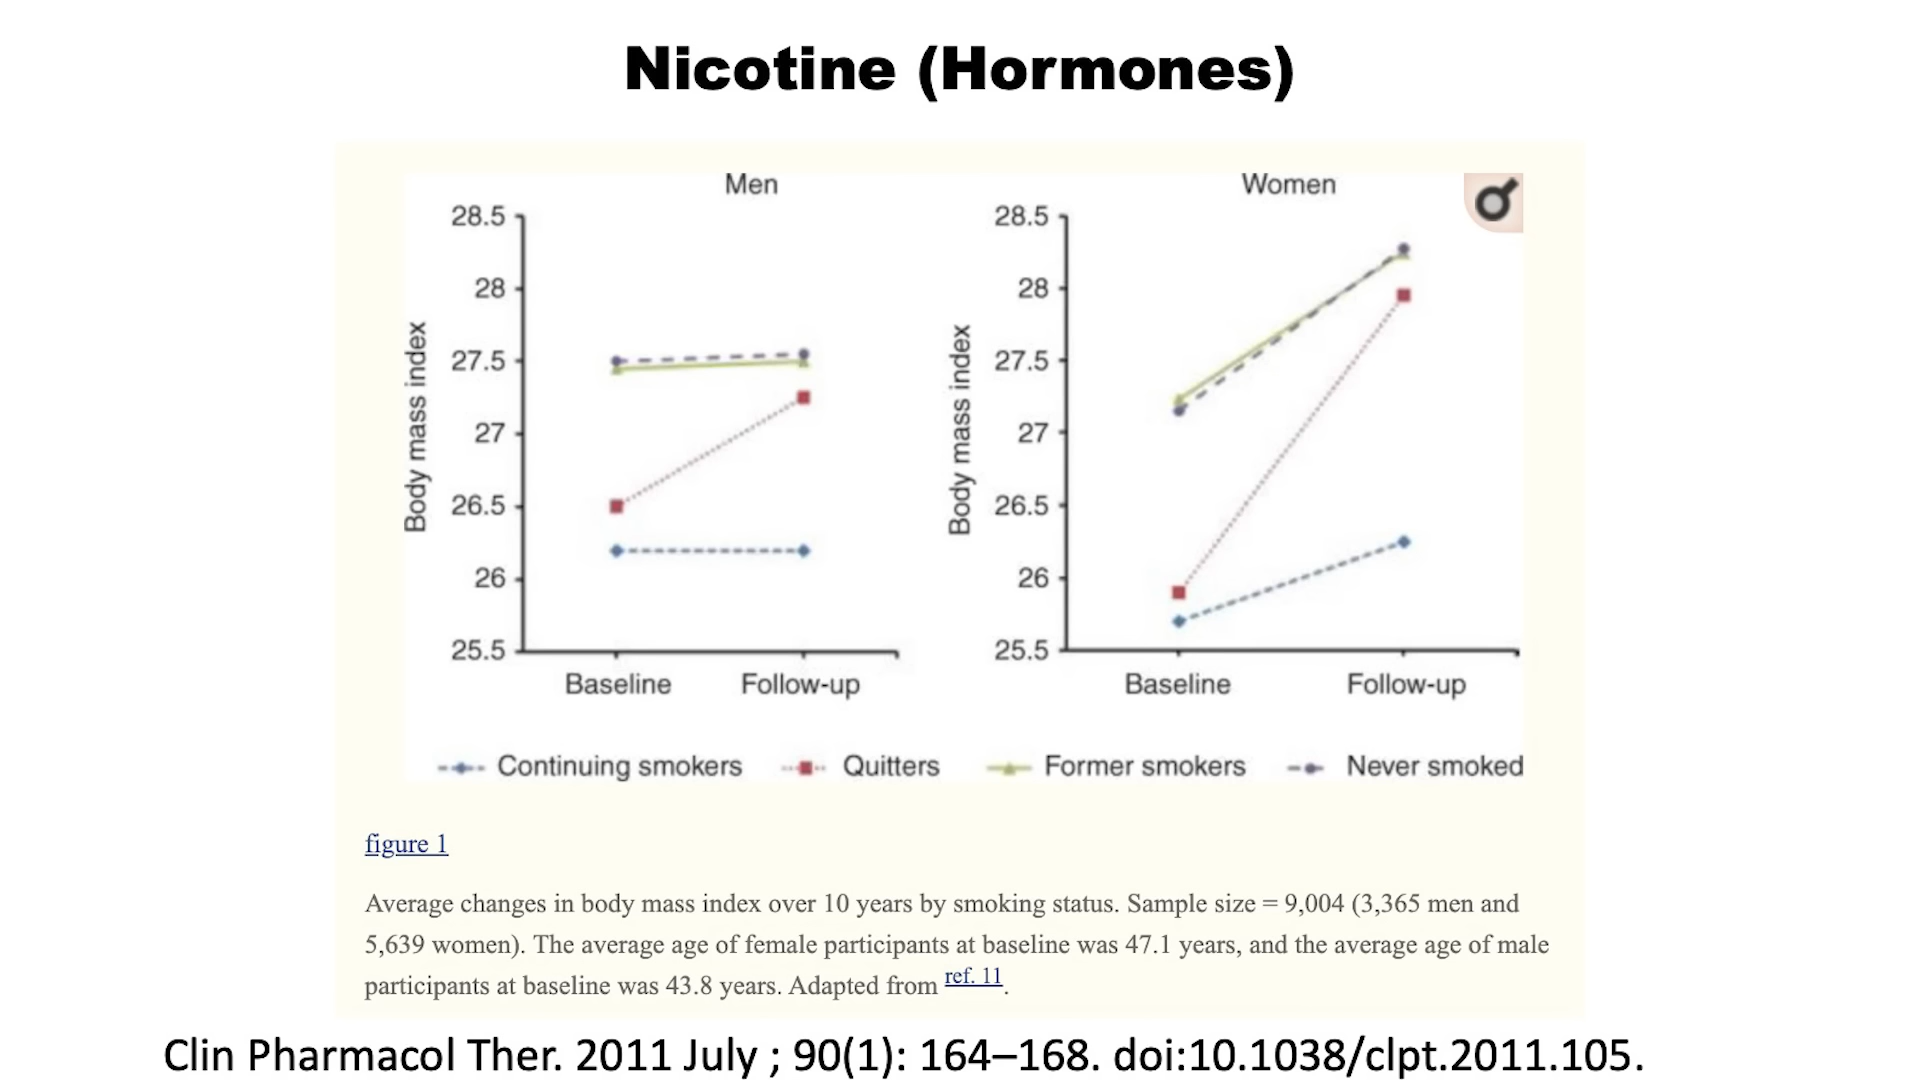 Nicotine (Hormones)
Men
28.5
28
27.5
27
26.5
26
25.5
Body mass index
Baseline Follow-up
Women
28.5
28
27.5
27
26.5
26
25.5
Body mass index
Baseline Follow-up
Continuing smokers Quitters Former smokers Never smoked
figure 1
Average changes in body mass index over 10 years by smoking status. Sample size = 9,004 (3,365 men and
5,639 women). The average age of female participants at baseline was 47.1 years, and the average age of male
participants at baseline was 43.8 years. Adapted from ref. 11.
Clin Pharmacol Ther. 2011 July ; 90(1): 164–168. doi:10.1038/clpt.2011.105.